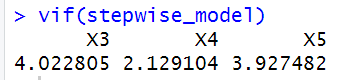 > vif(stepwise_model)
X3 X4 X5
4.022805 2.129104 3.927482